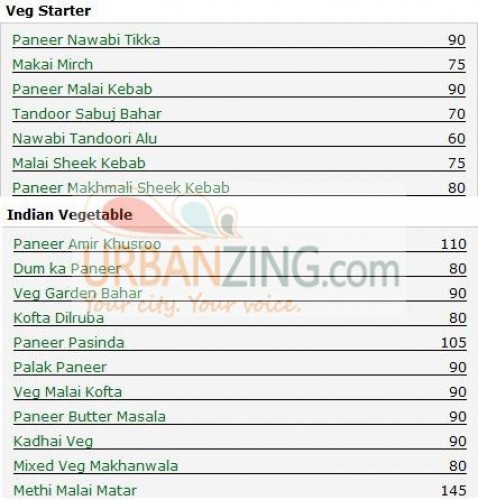 Veg Starter
Paneer Nawabi Tikka 90
Makai Mirch 75
Paneer Malai Kebab 90
Tandoor Sabuj Bahar 70
Nawabi Tandoori Alu 60
Malai Sheek Kebab 75
Paneer Makhmali Sheek Kebab 80
Indian Vegetable
Paneer Amir Khusroo 110
Dum ka Paneer 80
URBANZING.com
Veg Garden Bahar 90
Your city. Your voice.
Kofta Dilruba 80
Paneer Pasinda 105
Palak Paneer 90
Veg Malai Kofta 90
Paneer Butter Masala 90
Kadhai Veg 90
Mixed Veg Makhanwala 80
Methi Malai Matar 145